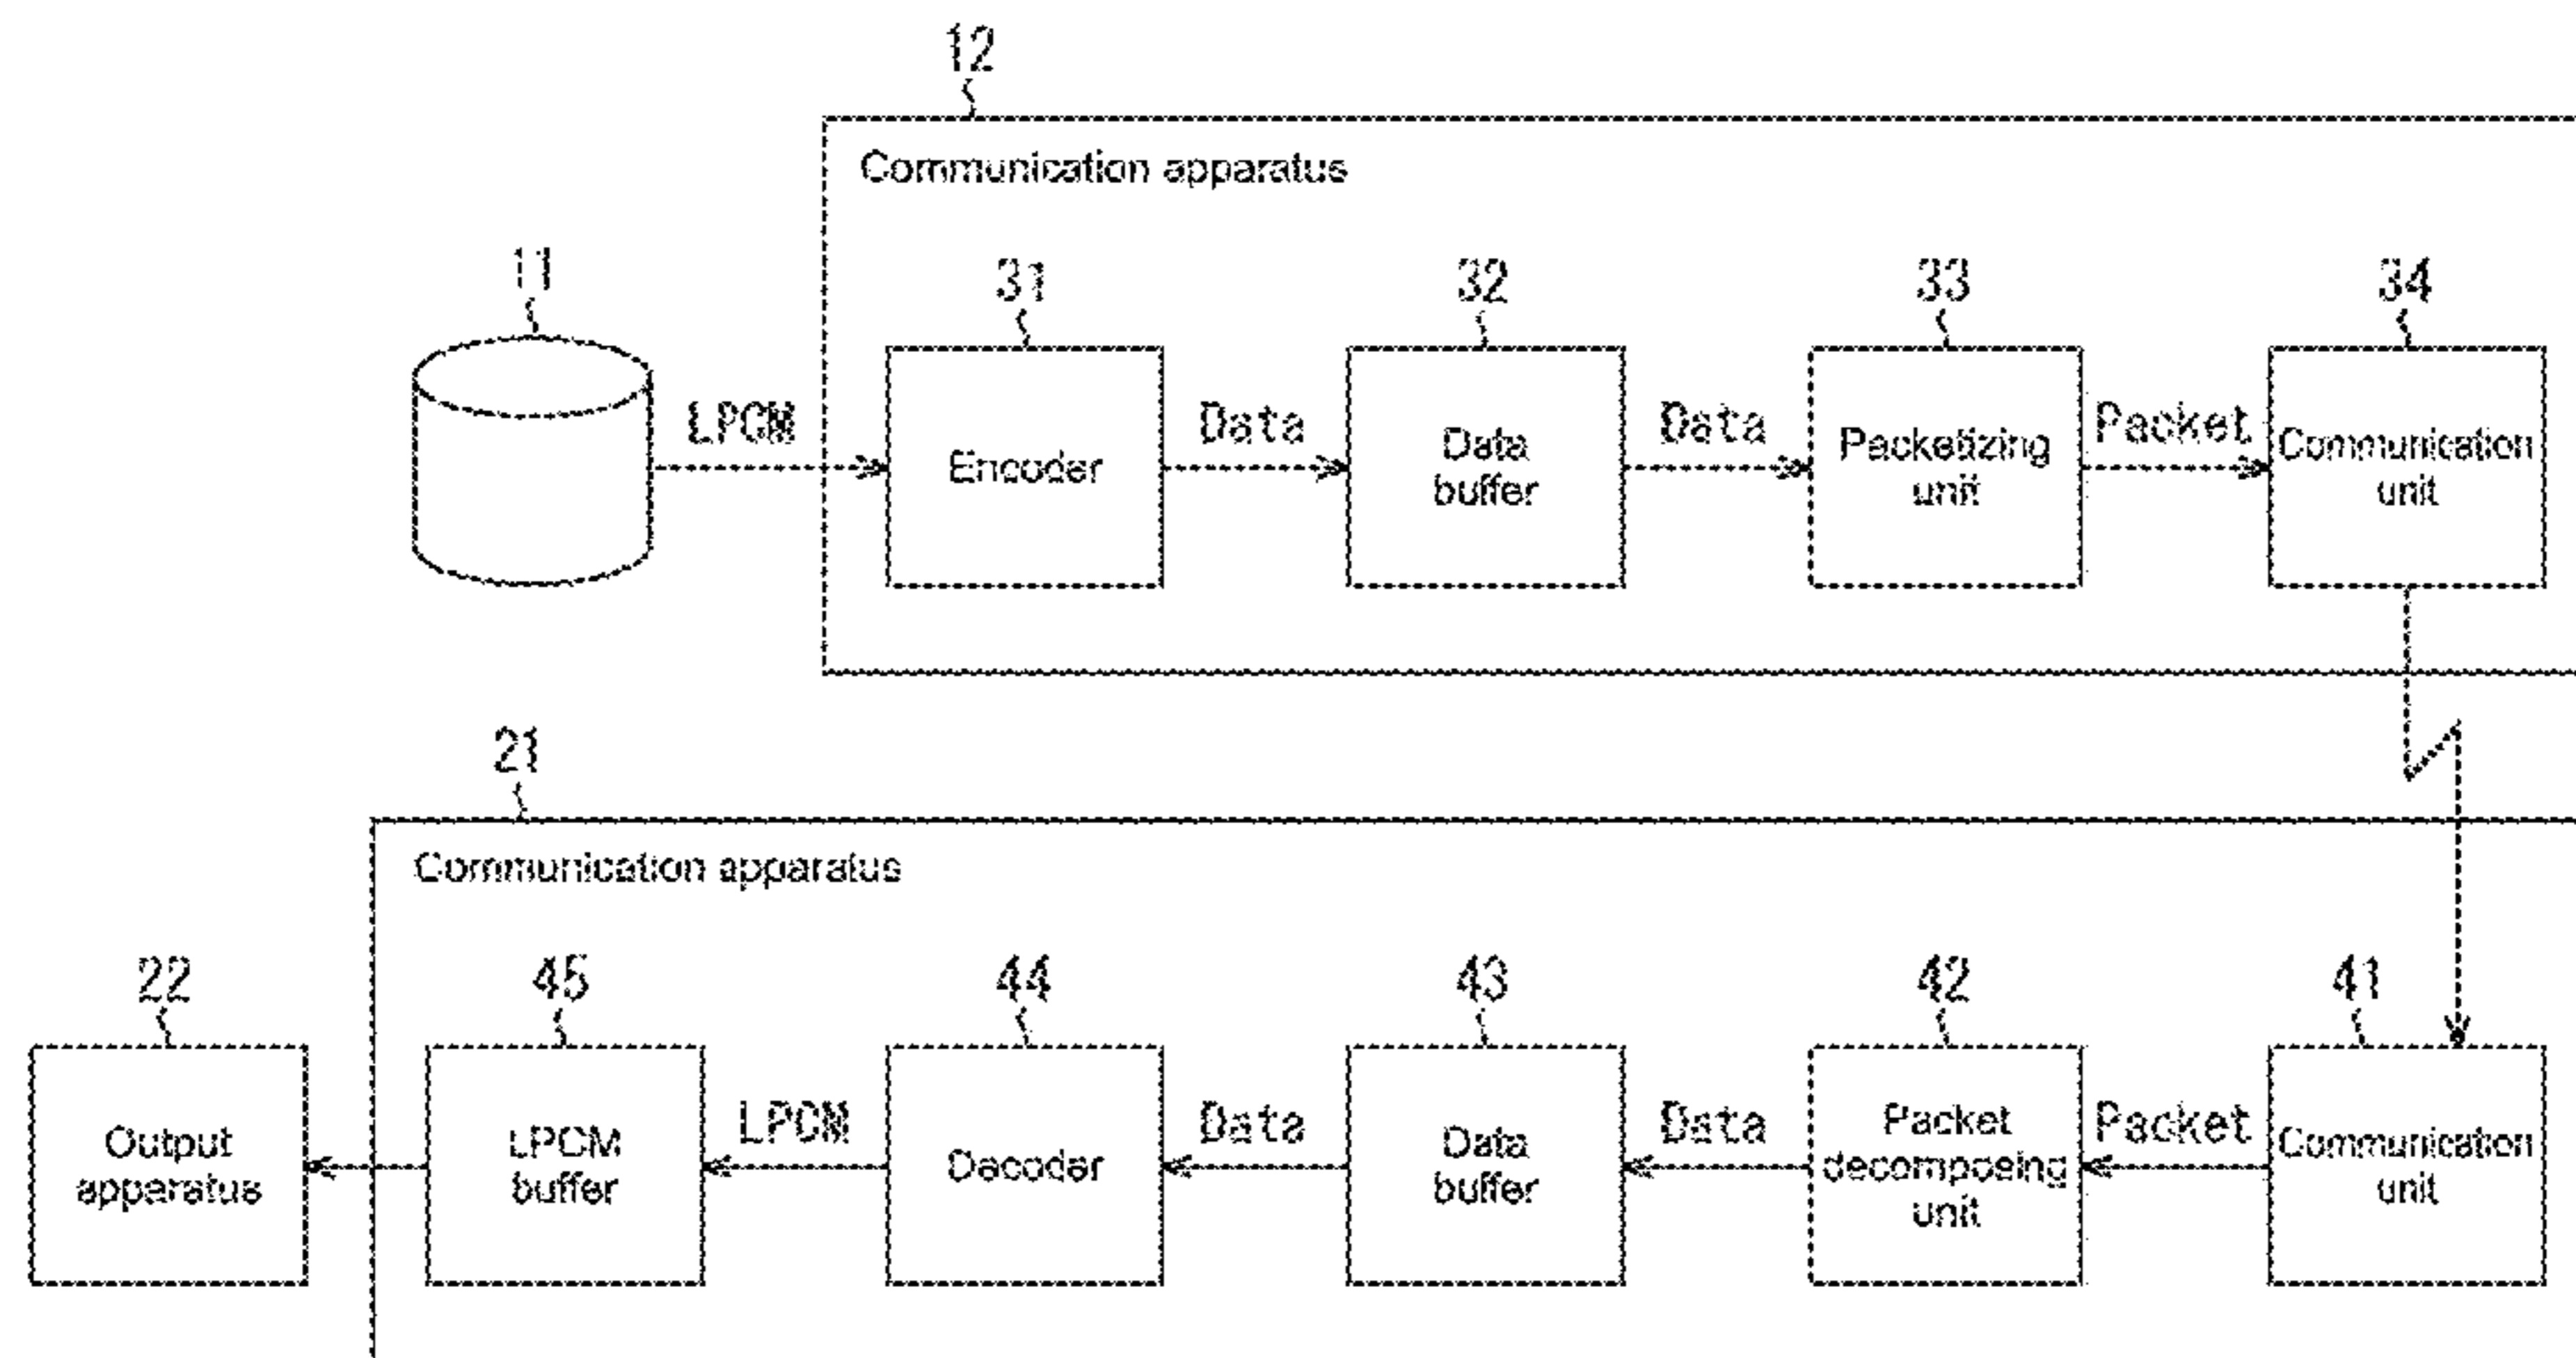 12
Communication apparatus
11
31
32
33
34
LPCM
Encoder
Data
Data
buffer
Data
Packetizing
unit
Packet
Communication
unit
21
Communication apparatus
22
45
44
43
42
41
Output
apparatus
LPCM
buffer
LPCM
Decoder
Data
Data
buffer
Data
Packet
decomposing
unit
Packet
Communication
unit